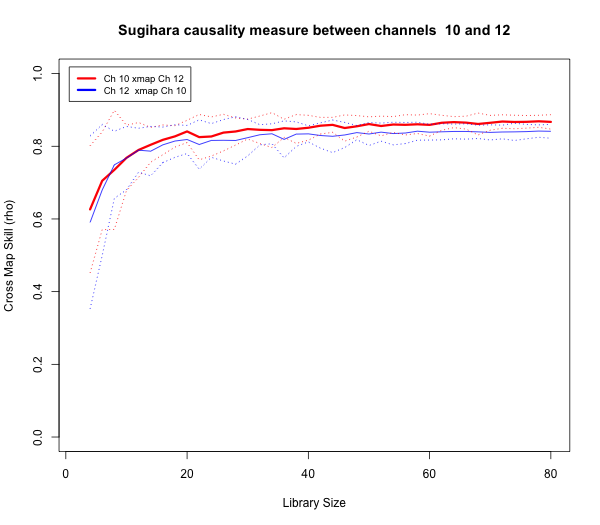 Sugihara causality measure between channels  10 and 12
Ch 10 xmap Ch 12
Ch 12  xmap Ch 10
Cross Map Skill (rho)
1.0
0.8
0.6
0.4
0.2
0.0
0 20 40 60 80
Library Size